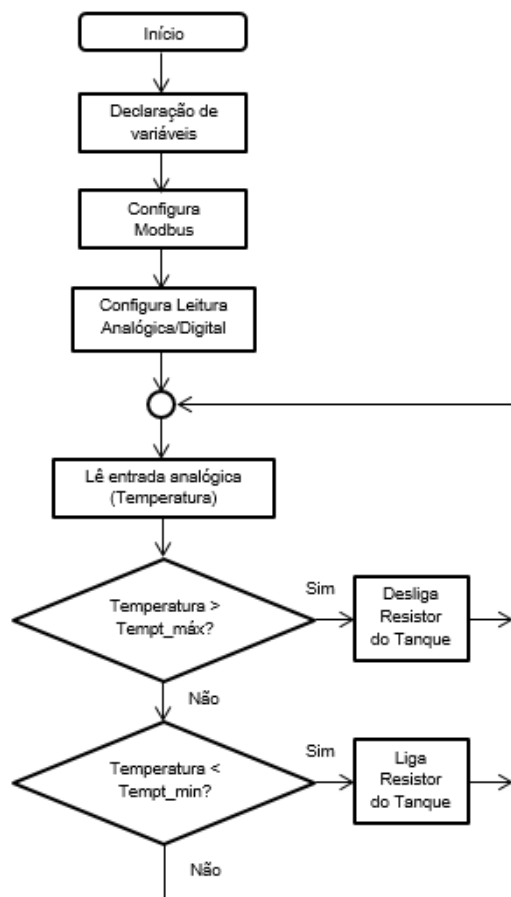 Início
Declaração de
variáveis
Configura
Modbus
Configura Leitura
Analógica/Digital
Lê entrada analógica
(Temperatura)
Temperatura >
Tempt_máx?
Sim
Desliga
Resistor
do Tanque
Não
Temperatura <
Tempt_min?
Sim
Liga
Resistor
do Tanque
Não